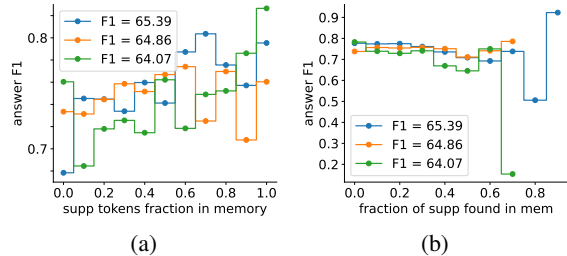 F1 = 65.39
F1 = 64.86
F1 = 64.07
answer F1
0.8
0.7
0.0 0.2 0.4 0.6 0.8 1.0
supp tokens fraction in memory
(a)
answer F1
0.9
0.8
0.7
0.6
0.5
0.4
0.3
0.2
F1 = 65.39
F1 = 64.86
F1 = 64.07
0.0 0.2 0.4 0.6 0.8
fraction of supp found in mem
(b)